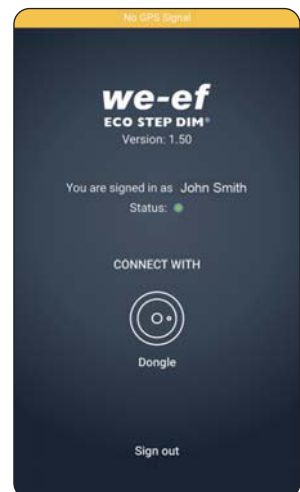 No GPS Signal
we-ef
ECO STEP DIM®
Version: 1.50
You are signed in as John Smith
Status:
CONNECT WITH
Dongle
Sign out